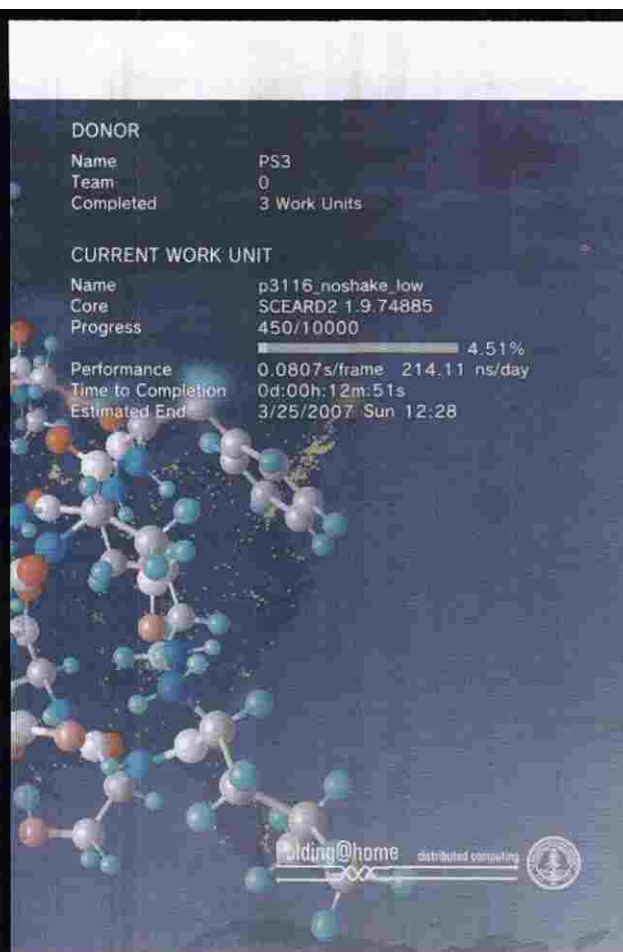 DONOR
Name PS3
Team 0
Completed 3 Work Units
CURRENT WORK UNIT
Name p3116_noshake_low
Core SCEARD2 1.9.74885
Progress 450/10000
4.51%
Performance 0.0807s/frame 214.11 ns/day
Time to Completion 0d:00h:12m:51s
Estimated End 3/25/2007 Sun 12:28
Folding@home distributed computing